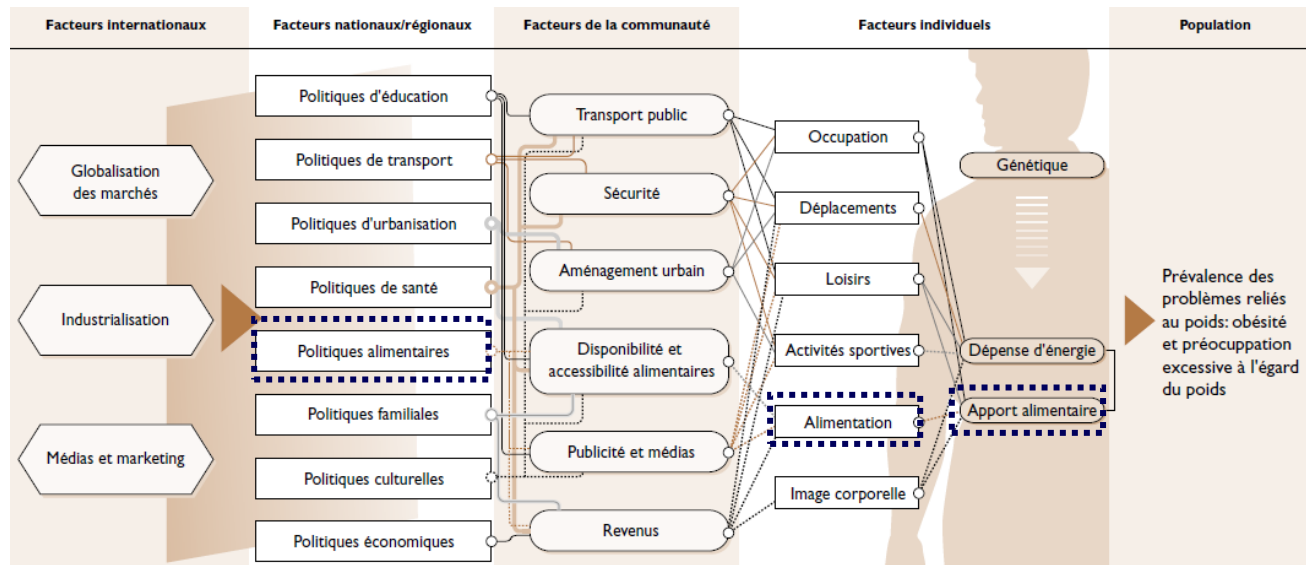 Facteurs internationaux
Facteurs nationaux/régionaux
Facteurs de la communauté
Facteurs individuels
Population
Globalisation
des marchés
Industrialisation
Médias et marketing
Politiques d'éducation
Politiques de transport
Politiques d'urbanisation
Politiques de santé
Politiques alimentaires
Politiques familiales
Politiques culturelles
Politiques économiques
Transport public
Sécurité
Aménagement urbain
Disponibilité et
accessibilité alimentaires
Publicité et médias
Revenus
Occupation
Déplacements
Loisirs
Activités sportives
Alimentation
Image corporelle
Génétique
Dépense d'énergie
Apport alimentaire
Prévalence des
problèmes reliés
au poids: obésité
et préoccupation
excessive à l'égard
du poids